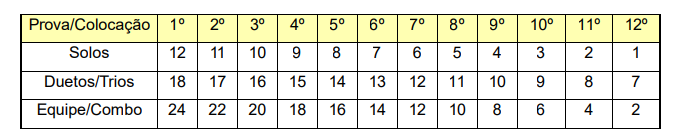 Prova/Colocação 1º 2º 3º 4º 5º 6º 7º 8º 9º 10º 11º 12º
Solos 12 11 10 9 8 7 6 5 4 3 2 1
Duetos/Trios 18 17 16 15 14 13 12 11 10 9 8 7
Equipe/Combo 24 22 20 18 16 14 12 10 8 6 4 2